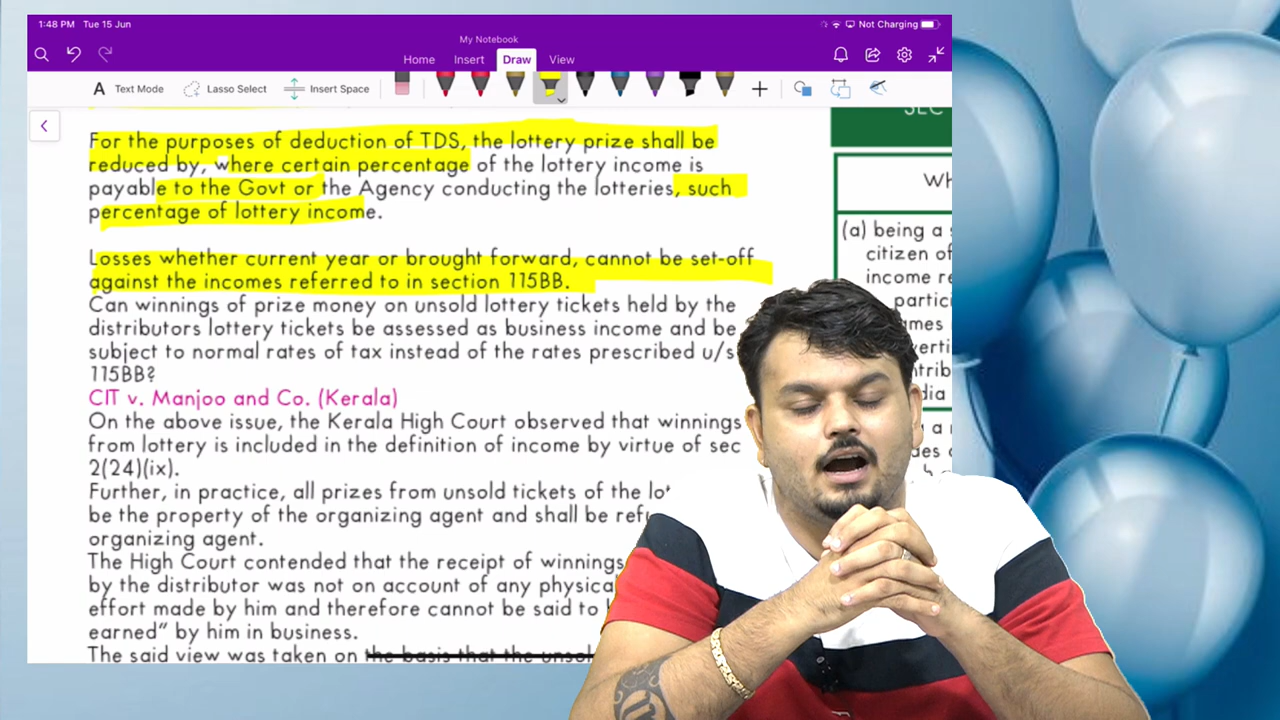 1:48 PM Tue 15 Jun
Not Charging
My Notebook
Home Insert Draw View
A Text Mode Lasso Select Insert Space
For the purposes of deduction of TDS, the lottery prize shall be
reduced by, where certain percentage of the lottery income is
payable to the Govt or the Agency conducting the lotteries, such
percentage of lottery income.
Losses whether current year or brought forward, cannot be set-off
against the incomes referred to in section 115BB.
Can winnings of prize money on unsold lottery tickets held by the
distributors lottery tickets be assessed as business income and be
subject to normal rates of tax instead of the rates prescribed u/s
115BB?
CIT v. Manjoo and Co. (Kerala)
On the above issue, the Kerala High Court observed that winnings
from lottery is included in the definition of income by virtue of sec
2(24)(ix).
Further, in practice, all prizes from unsold tickets of the
be the property of the organizing agent and shall be
organizing agent.
The High Court contended that the receipt of winnings
by the distributor was not on account of any
effort made by him and therefore cannot be said to
earned” by him in business.
The said view was taken on the basis that the
SEC
(a) being a
citizen of
income